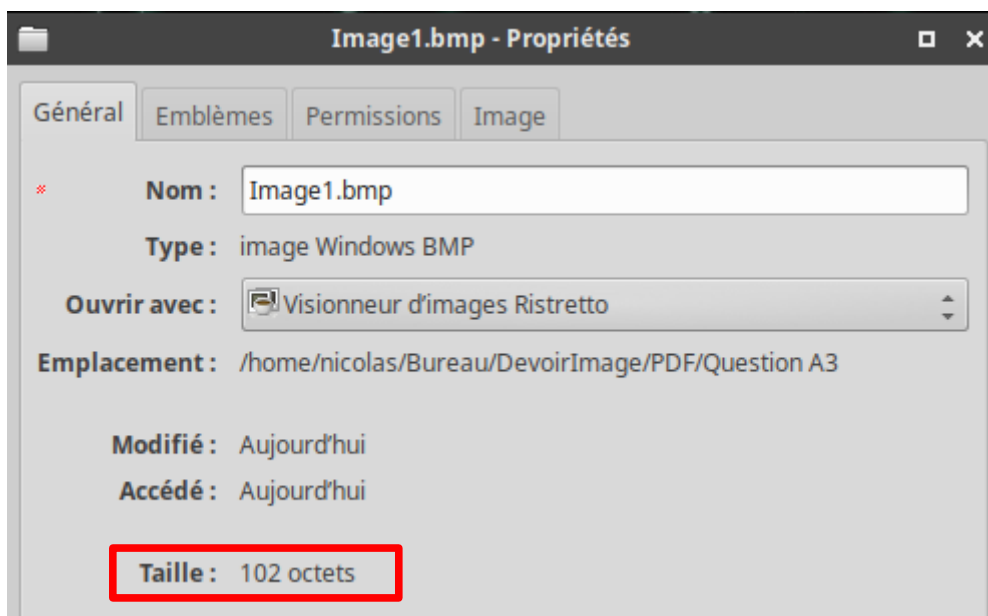 Image1.bmp - Propriétés
Général Emblèmes Permissions Image
Nom : Image1.bmp
Type : image Windows BMP
Ouvrir avec : Visionneur d'images Ristretto
Emplacement : /home/nicolas/Bureau/DevoirImage/PDF/Question A3
Modifié : Aujourd'hui
Accédé : Aujourd'hui
Taille : 102 octets